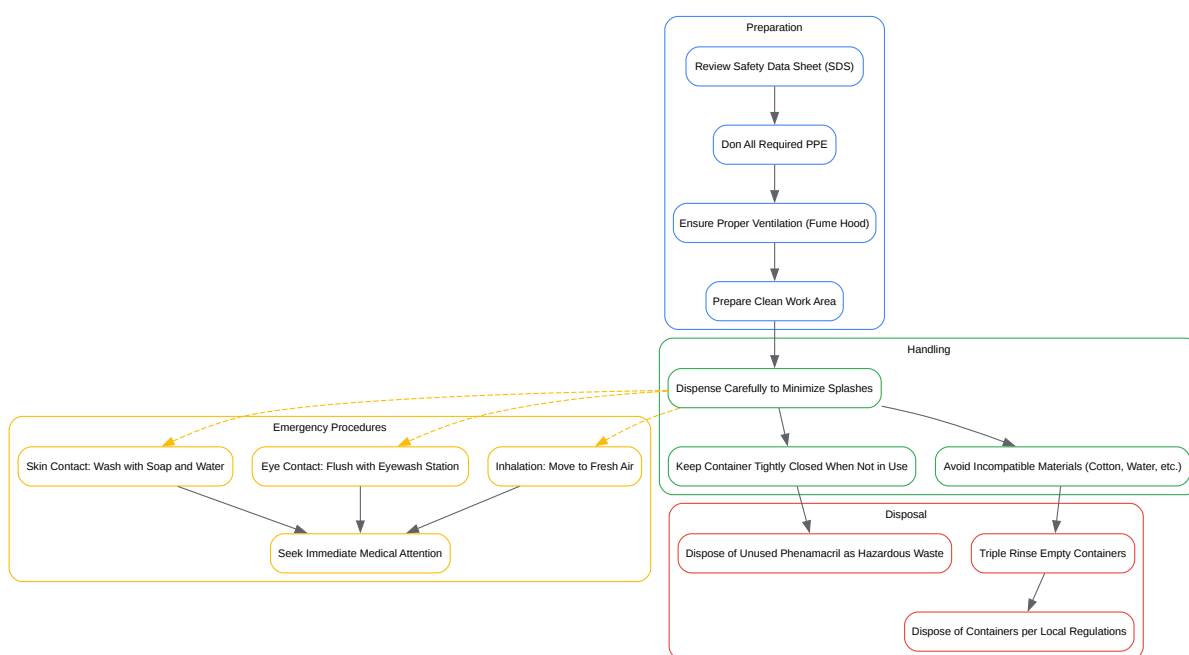 Preparation
Review Safety Data Sheet (SDS)
Don All Required PPE
Ensure Proper Ventilation (Fume Hood)
Prepare Clean Work Area
Handling
Dispense Carefully to Minimize Splashes
Keep Container Tightly Closed When Not in Use
Avoid Incompatible Materials (Cotton, Water, etc.)
Emergency Procedures
Skin Contact: Wash with Soap and Water
Eye Contact: Flush with Eyewash Station
Inhalation: Move to Fresh Air
Seek Immediate Medical Attention
Disposal
Dispose of Unused Phenamacril as Hazardous Waste
Triple Rinse Empty Containers
Dispose of Containers per Local Regulations